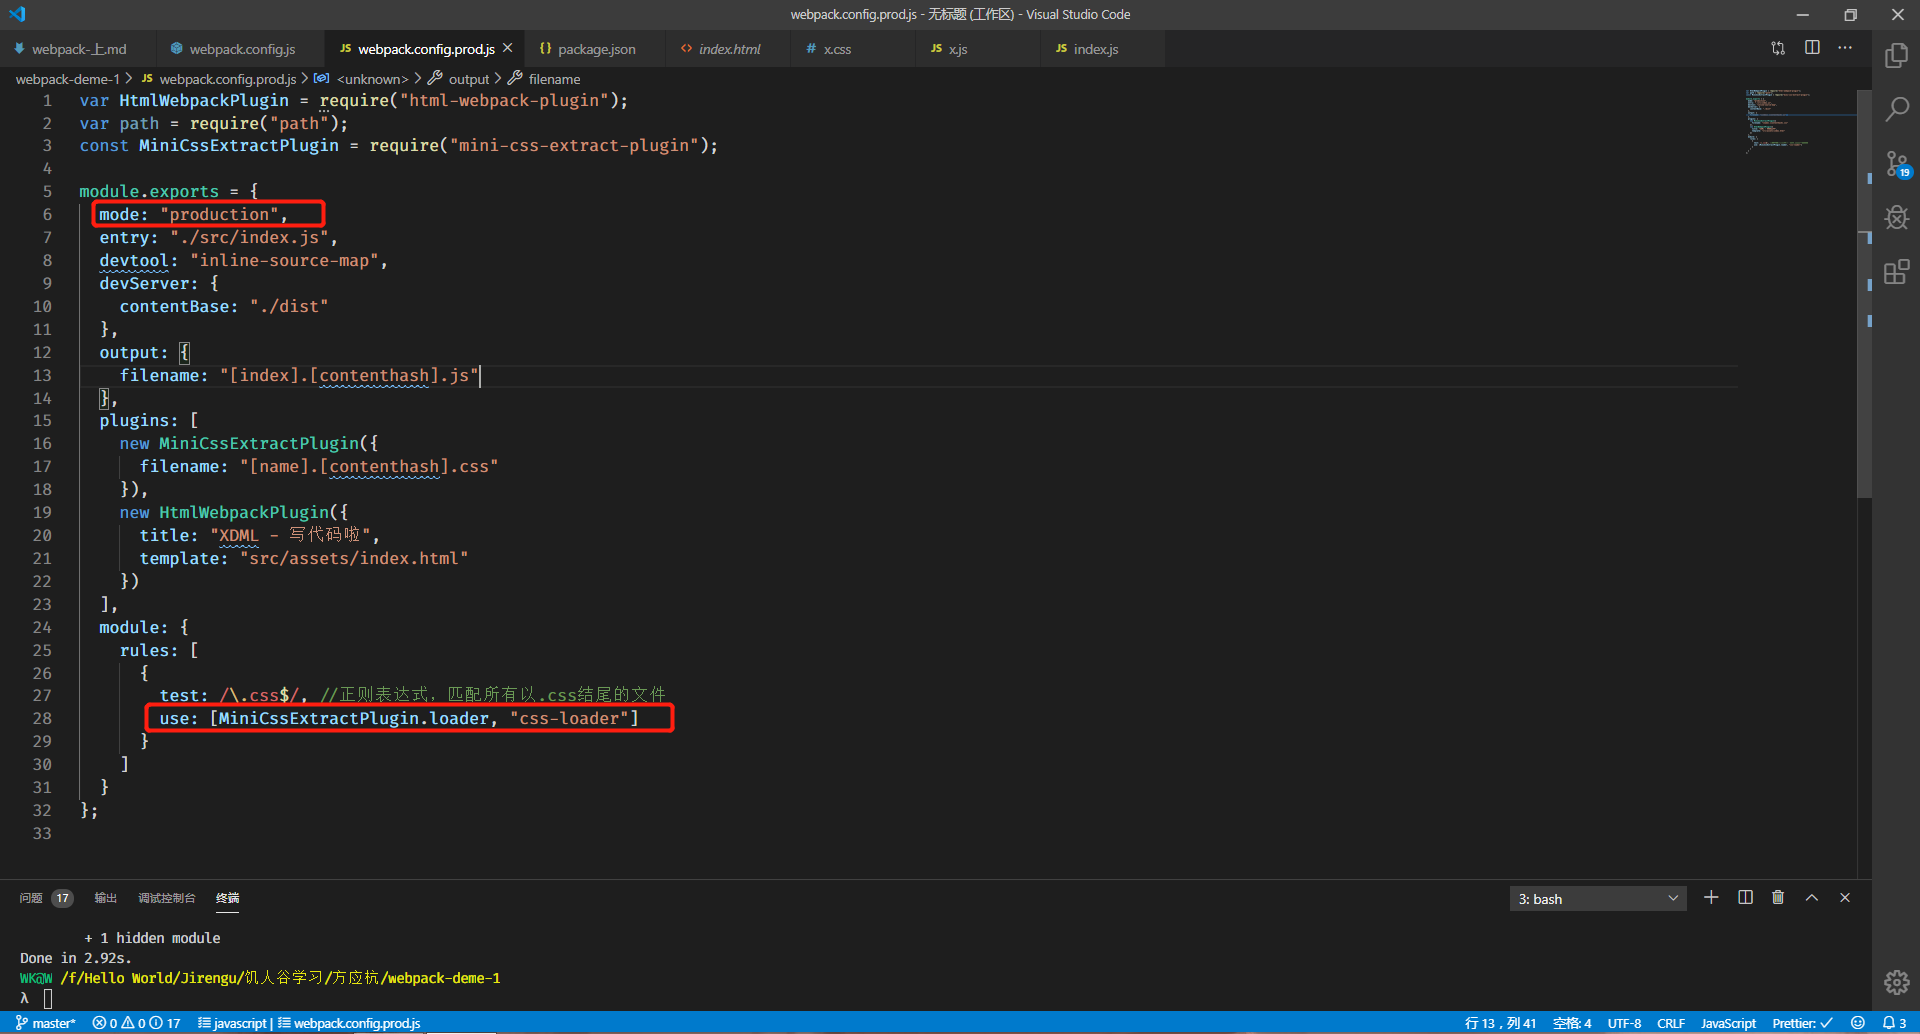 webpack.config.prod.js - 无标题 (工作区) - Visual Studio Code
webpack-上.md
webpack.config.js
JS webpack.config.prod.js
{} package.json
<> index.html
# x.css
JS x.js
JS index.js
webpack-deme-1 > JS webpack.config.prod.js > <unknown> > output > filename
1 var HtmlWebpackPlugin = require("html-webpack-plugin");
2 var path = require("path");
3 const MiniCssExtractPlugin = require("mini-css-extract-plugin");
4
5 module.exports = {
6 mode: "production",
7 entry: "./src/index.js",
8 devtool: "inline-source-map",
9 devServer: {
10 contentBase: "./dist"
11 },
12 output: {
13 filename: "[index].[contenthash].js"
14 },
15 plugins: [
16 new MiniCssExtractPlugin({
17 filename: "[name].[contenthash].css"
18 }),
19 new HtmlWebpackPlugin({
20 title: "XDML - 写代码啦",
21 template: "src/assets/index.html"
22 })
23 ],
24 module: {
25 rules: [
26 {
27 test: /\.css$/, //正则表达式，匹配所有以.css结尾的文件
28 use: [MiniCssExtractPlugin.loader, "css-loader"]
29 }
30 ]
31 }
32 };
33
19
问题 17 输出 调试控制台 终端
3: bash
+ 1 hidden module
Done in 2.92s.
WK@W /f/Hello World/Jirengu/饥人谷学习/方应杭/webpack-deme-1
λ
master* 0 0 17 javascript | webpack.config.prod.js
行 13，列 41 空格: 4 UTF-8 CRLF JavaScript Prettier: ✓ 3